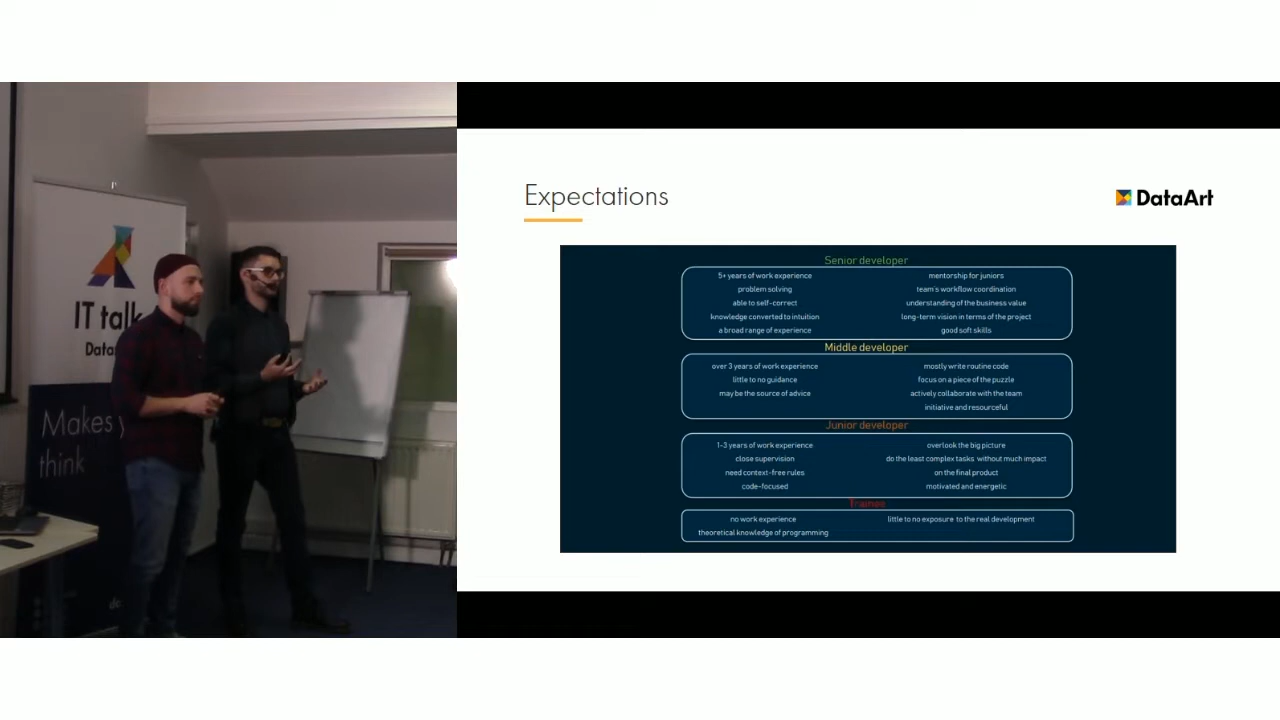 IT talk
Makes
think
Expectations
DataArt
Senior developer
5+ years of work experience
problem solving
able to self-correct
knowledge converted to intuition
a broad range of experience
mentorship for juniors
team's workflow coordination
understanding of the business value
long-term vision in terms of the project
good soft skills
Middle developer
over 3 years of work experience
little to no guidance
may be the source of advice
mostly write routine code
focus on a piece of the puzzle
actively collaborate with the team
initiative and resourceful
Junior developer
1-3 years of work experience
close supervision
need context-free rules
code-focused
overlook the big picture
do the least complex tasks without much impact
on the final product
motivated and energetic
Trainee
no work experience
theoretical knowledge of programming
little to no exposure to the real development